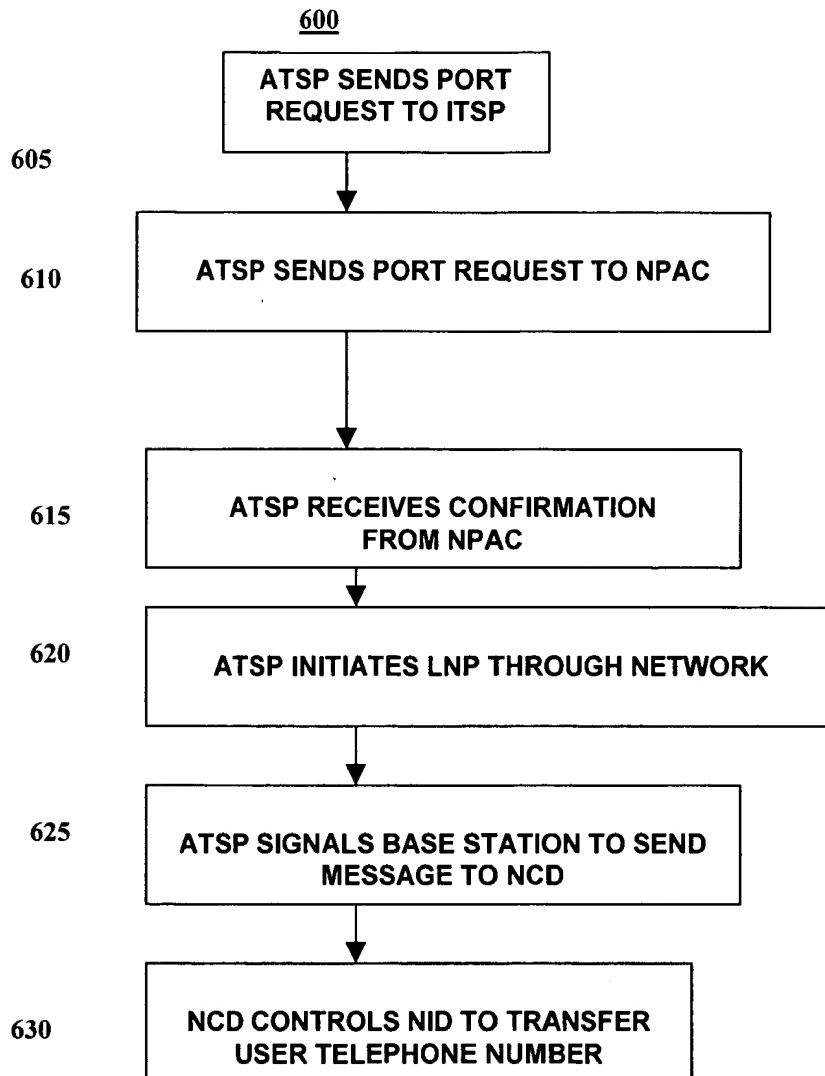 600
ATSP SENDS PORT
REQUEST TO ITSP
605
610
ATSP SENDS PORT REQUEST TO NPAC
615
ATSP RECEIVES CONFIRMATION
FROM NPAC
620
ATSP INITIATES LNP THROUGH NETWORK
625
ATSP SIGNALS BASE STATION TO SEND
MESSAGE TO NCD
630
NCD CONTROLS NID TO TRANSFER
USER TELEPHONE NUMBER